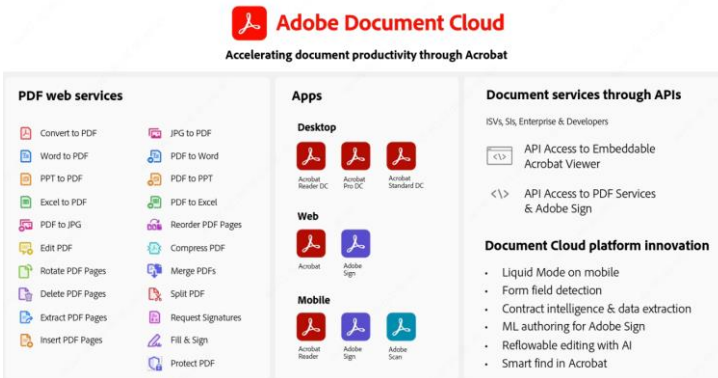 Adobe Document Cloud
Accelerating document productivity through Acrobat
PDF web services
Convert to PDF
Word to PDF
PPT to PDF
Excel to PDF
PDF to JPG
Edit PDF
Rotate PDF Pages
Delete PDF Pages
Extract PDF Pages
Insert PDF Pages
JPG to PDF
PDF to Word
PDF to PPT
PDF to Excel
Reorder PDF Pages
Compress PDF
Merge PDFs
Split PDF
Request Signatures
Fill & Sign
Protect PDF
Apps
Desktop
Acrobat
Reader DC
Acrobat
Pro DC
Acrobat
Standard DC
Web
Acrobat
Adobe
Sign
Mobile
Acrobat
Reader
Adobe
Sign
Adobe
Scan
Document services through APIs
ISVs, SIs, Enterprise & Developers
API Access to Embeddable
Acrobat Viewer
API Access to PDF Services
& Adobe Sign
Document Cloud platform innovation
• Liquid Mode on mobile
• Form field detection
• Contract intelligence & data extraction
• ML authoring for Adobe Sign
• Reflowable editing with AI
• Smart find in Acrobat